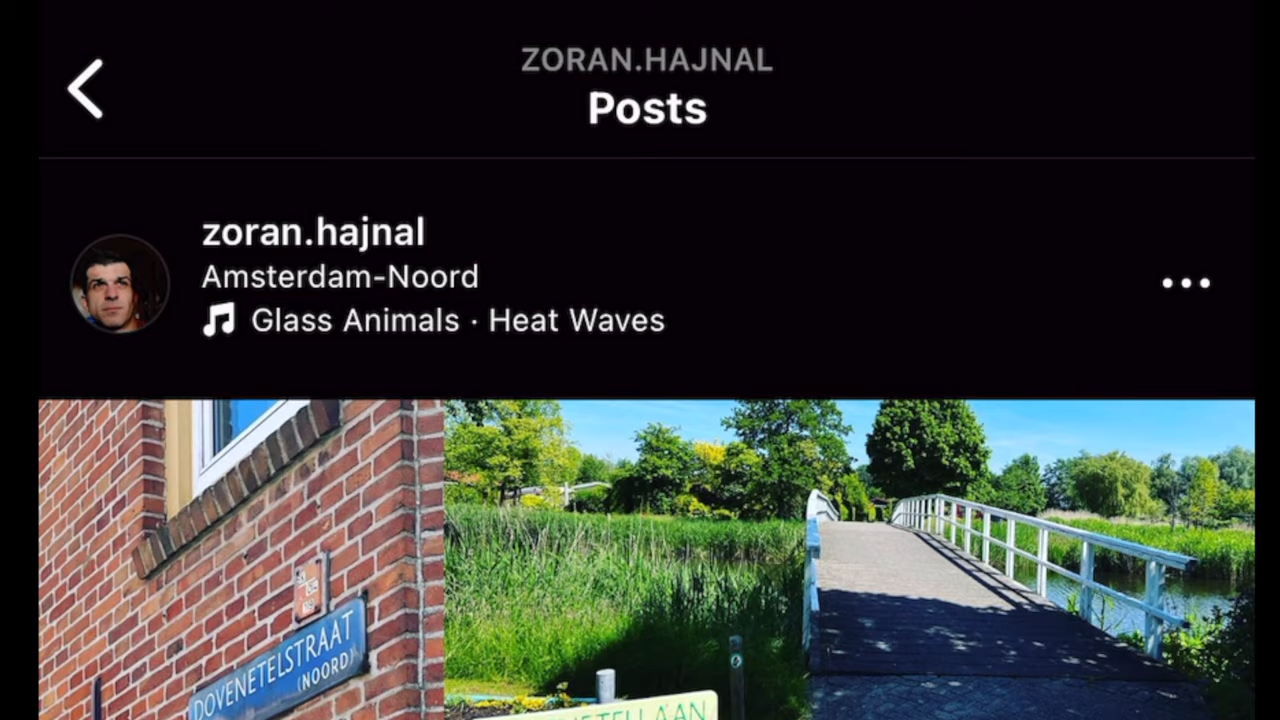 ZORAN.HAJNAL
Posts
zoran.hajnal
Amsterdam-Noord
Glass Animals · Heat Waves
DOVENETELSTRAAT
(NOORD)